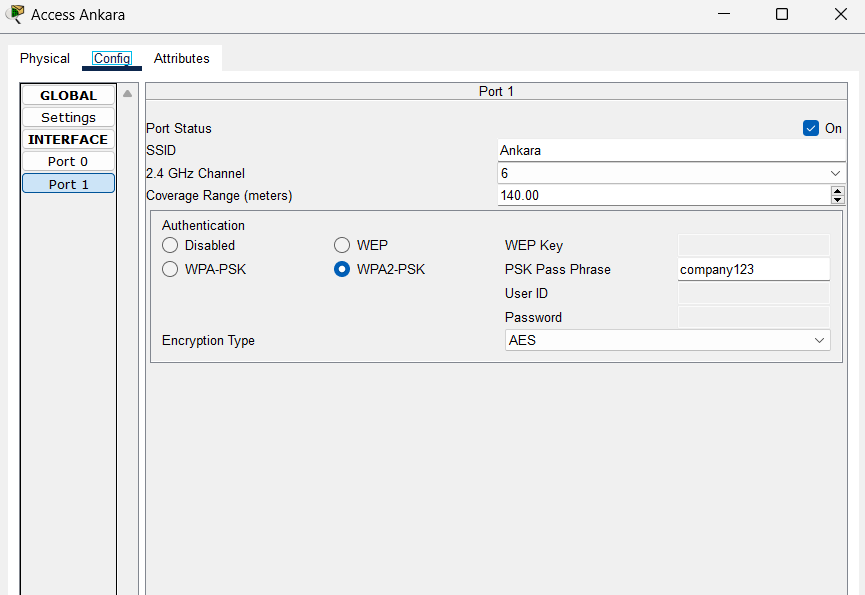 Access Ankara
Physical Config Attributes
GLOBAL
Settings
INTERFACE
Port 0
Port 1
Port 1
Port Status On
SSID Ankara
2.4 GHz Channel 6
Coverage Range (meters) 140.00
Authentication
Disabled WEP WEP Key
WPA-PSK WPA2-PSK PSK Pass Phrase company123
User ID
Password
Encryption Type AES